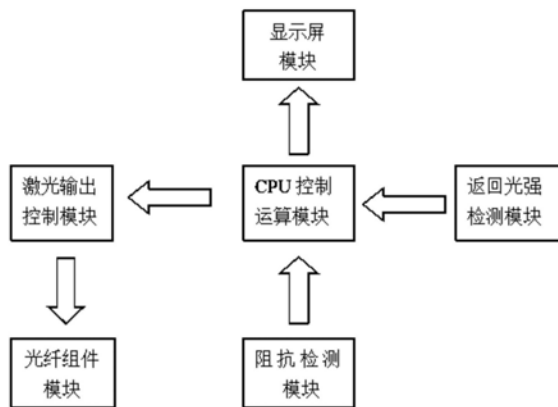 显示屏
模块
激光输出
控制模块
CPU 控制
运算模块
返回光强
检测模块
光纤组件
模块
阻抗检测
模块